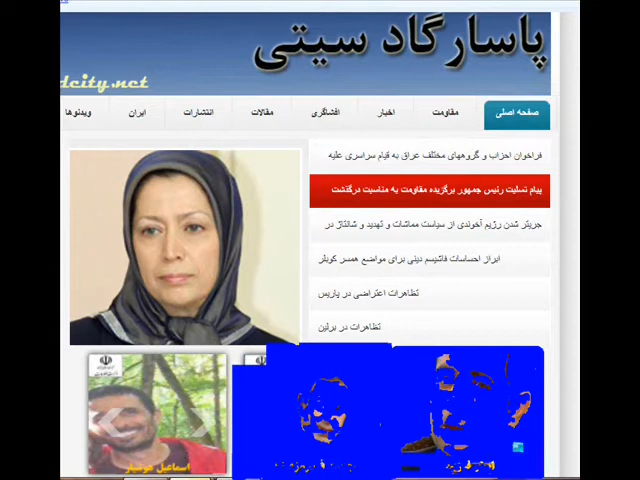 پاسارگاد سیتی
dcity.net
صفحه اصلی
مقاومت
اخبار
افشاگری
مقالات
انتشارات
ایران
ویدئوها
فراخوان احزاب و گروههای مختلف عراق به قیام سراسری علیه
پیام تسلیت رئیس جمهور برگزیده مقاومت به مناسبت درگذشت
جریتر شدن رژیم آخوندی از سیاست مماشات و تهدید و شانتاژ در
ابراز احساسات فاشیسم دینی برای مواضع همسر کوبلر
تظاهرات اعتراضی در پاریس
تظاهرات در برلین
اسماعیل هوشیار